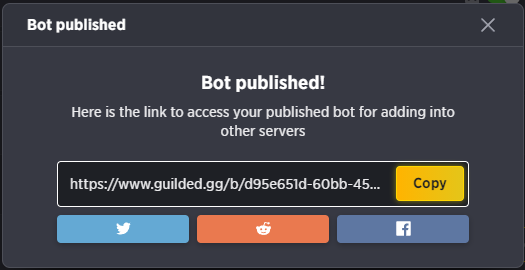 Bot published
Bot published!
Here is the link to access your published bot for adding into
other servers
https://www.guilded.gg/b/d95e651d-60bb-45...
Copy